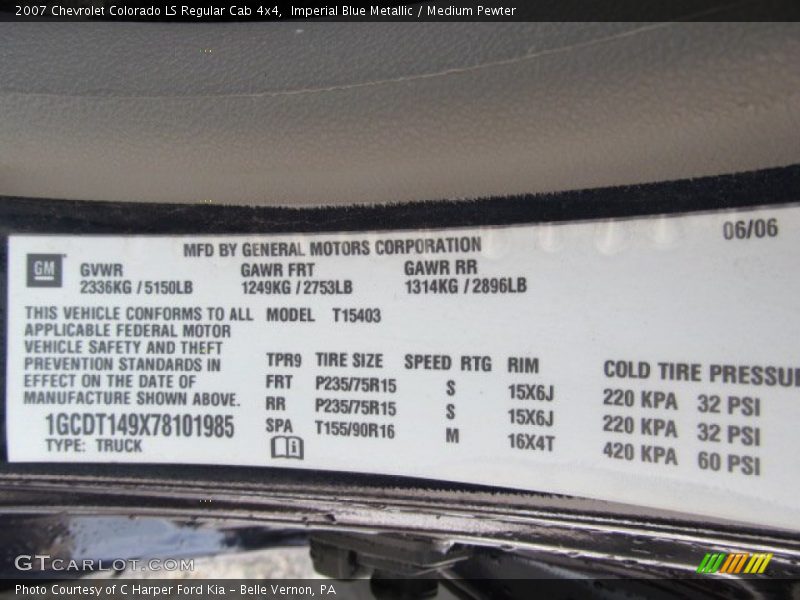 2007 Chevrolet Colorado LS Regular Cab 4x4, Imperial Blue Metallic / Medium Pewter
06/06
MFD BY GENERAL MOTORS CORPORATION
GM GVWR GAWR FRT GAWR RR
2336KG / 5150LB 1249KG / 2753LB 1314KG / 2896LB
THIS VEHICLE CONFORMS TO ALL MODEL T15403
APPLICABLE FEDERAL MOTOR
VEHICLE SAFETY AND THEFT
PREVENTION STANDARDS IN
EFFECT ON THE DATE OF
MANUFACTURE SHOWN ABOVE.
1GCDT149X78101985
TYPE: TRUCK
TPR9 TIRE SIZE SPEED RTG RIM COLD TIRE PRESSU
FRT P235/75R15 S 15X6J 220 KPA 32 PSI
RR P235/75R15 S 15X6J 220 KPA 32 PSI
SPA T155/90R16 M 16X4T 420 KPA 60 PSI
GTCARLOT.COM
Photo Courtesy of C Harper Ford Kia – Belle Vernon, PA